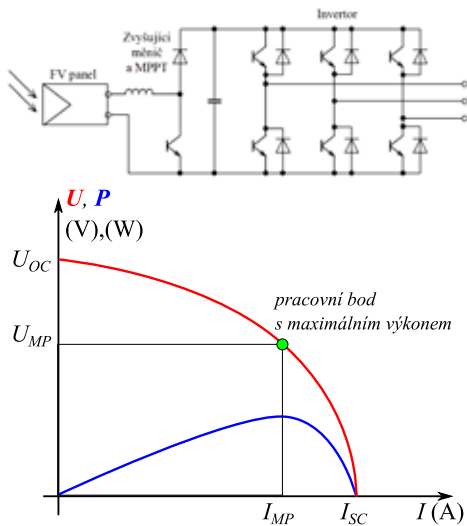 Invertor
Zvyšující
měnič
a MPPT
FV panel
U, P
(V),(W)
U_OC
pracovní bod
s maximálním výkonem
U_MP
I_MP
I_SC
I (A)